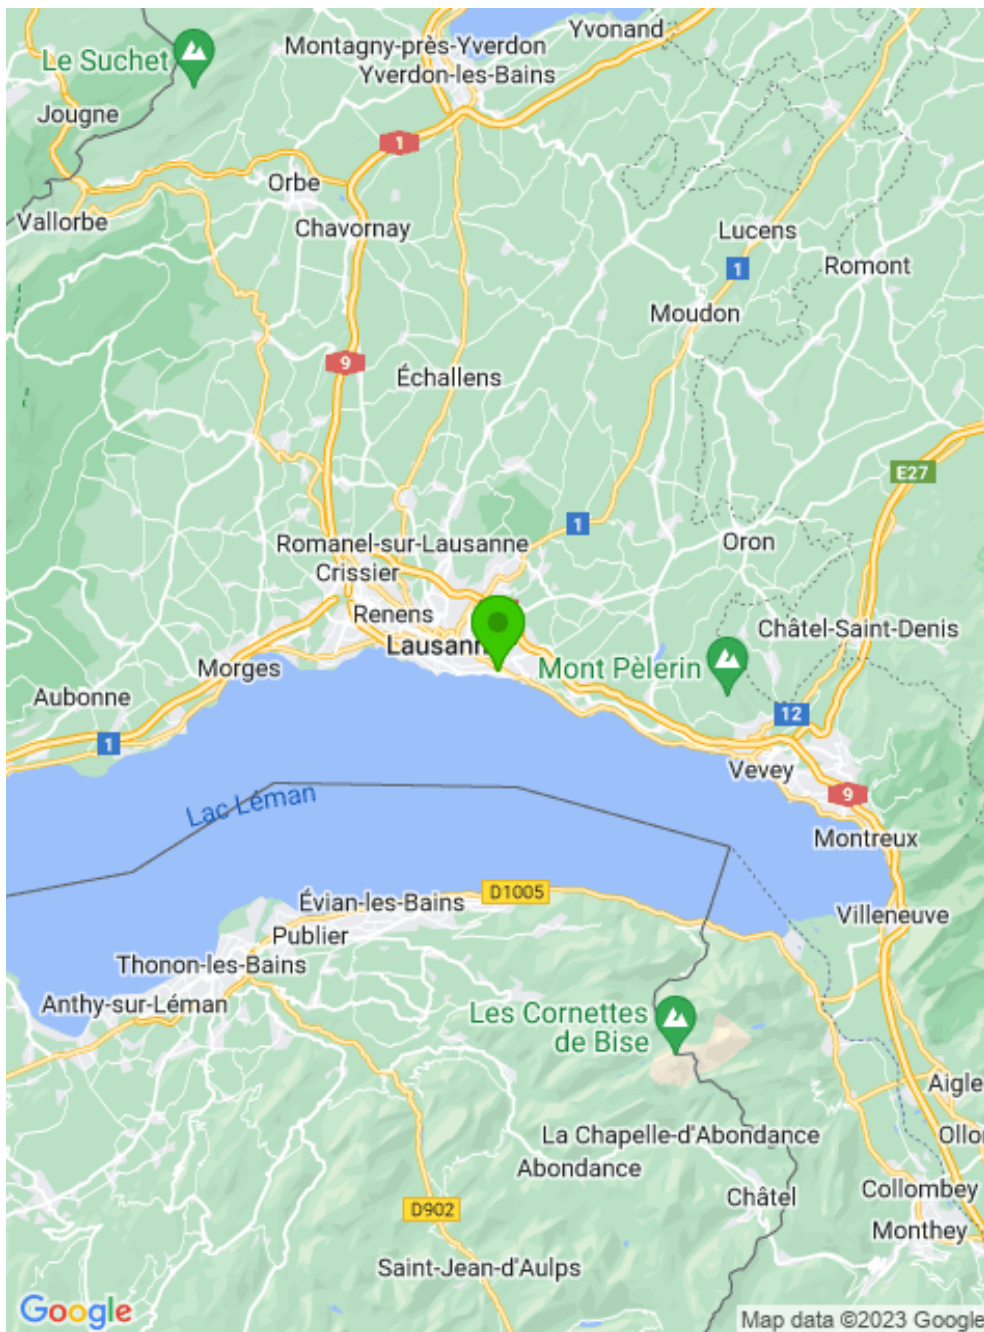 Yvonand
Montagny-près-Yverdon
Le Suchet
Yverdon-les-Bains
Jougne
1
Orbe
Vallorbe
Chavornay
Lucens
1
Romont
Moudon
9
Échallens
E27
1
Oron
Romanel-sur-Lausanne
Crissier
Renens
Châtel-Saint-Denis
Lausann
Morges
Mont Pèlerin
Aubonne
12
1
Vevey
9
Lac Léman
Montreux
D1005
Évian-les-Bains
Villeneuve
Publier
Thonon-les-Bains
Anthy-sur-Léman
Les Cornettes
de Bise
Aigle
La Chapelle-d'Abondance
Ollo
Abondance
Collombey
Châtel
D902
Monthey
Saint-Jean-d'Aulps
Google
Map data ©2023 Google